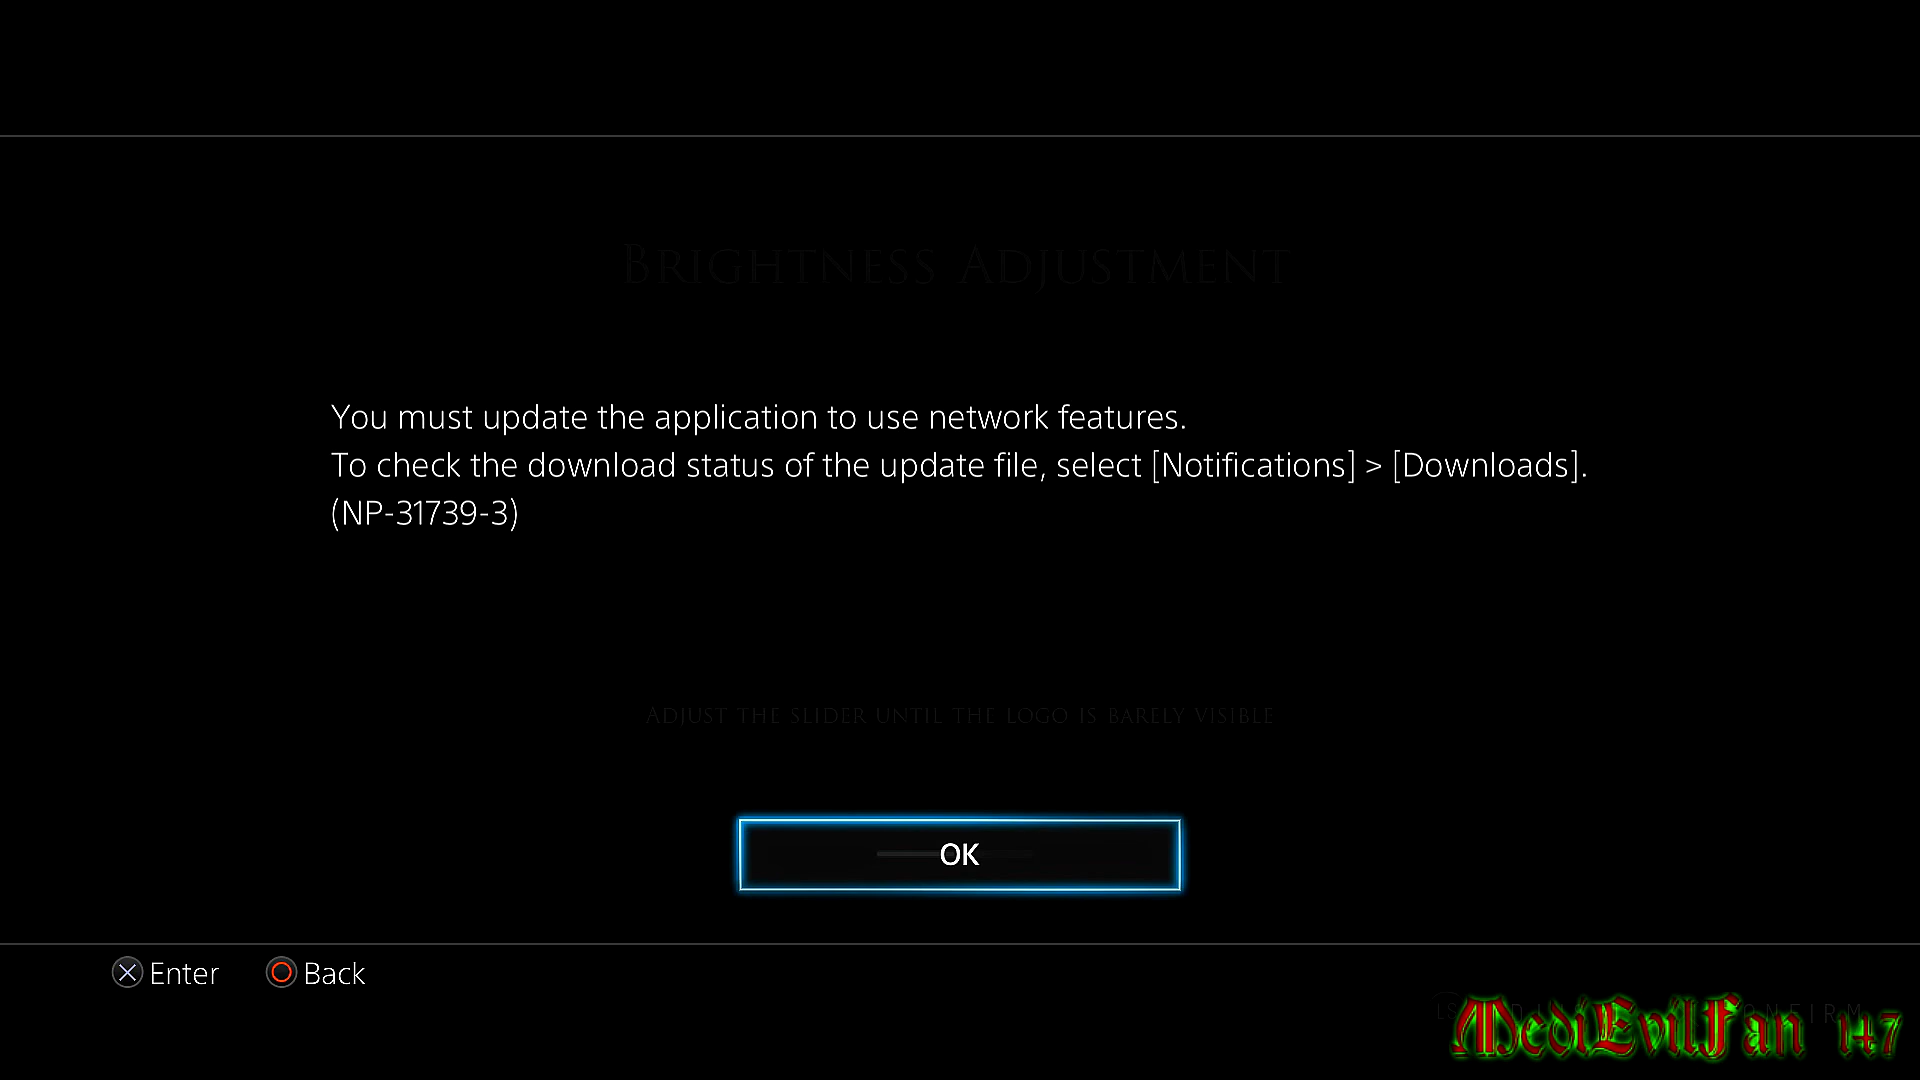 Brightness Adjustment
You must update the application to use network features.
To check the download status of the update file, select [Notifications] > [Downloads].
(NP-31739-3)
Adjust the slider until the logo is barely visible
OK
Enter
Back
MediEvilFan 147